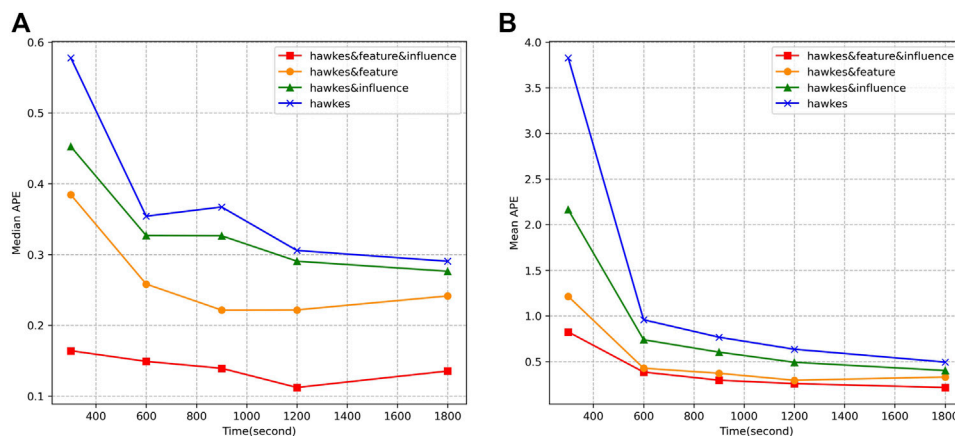 A
0.6
0.5
0.4
0.3
0.2
0.1
Median APE
hawkes&feature&influence
hawkes&feature
hawkes&influence
hawkes
400 600 800 1000 1200 1400 1600 1800
Time(second)
B
4.0
3.5
3.0
2.5
2.0
1.5
1.0
0.5
Mean APE
hawkes&feature&influence
hawkes&feature
hawkes&influence
hawkes
400 600 800 1000 1200 1400 1600 1800
Time(second)